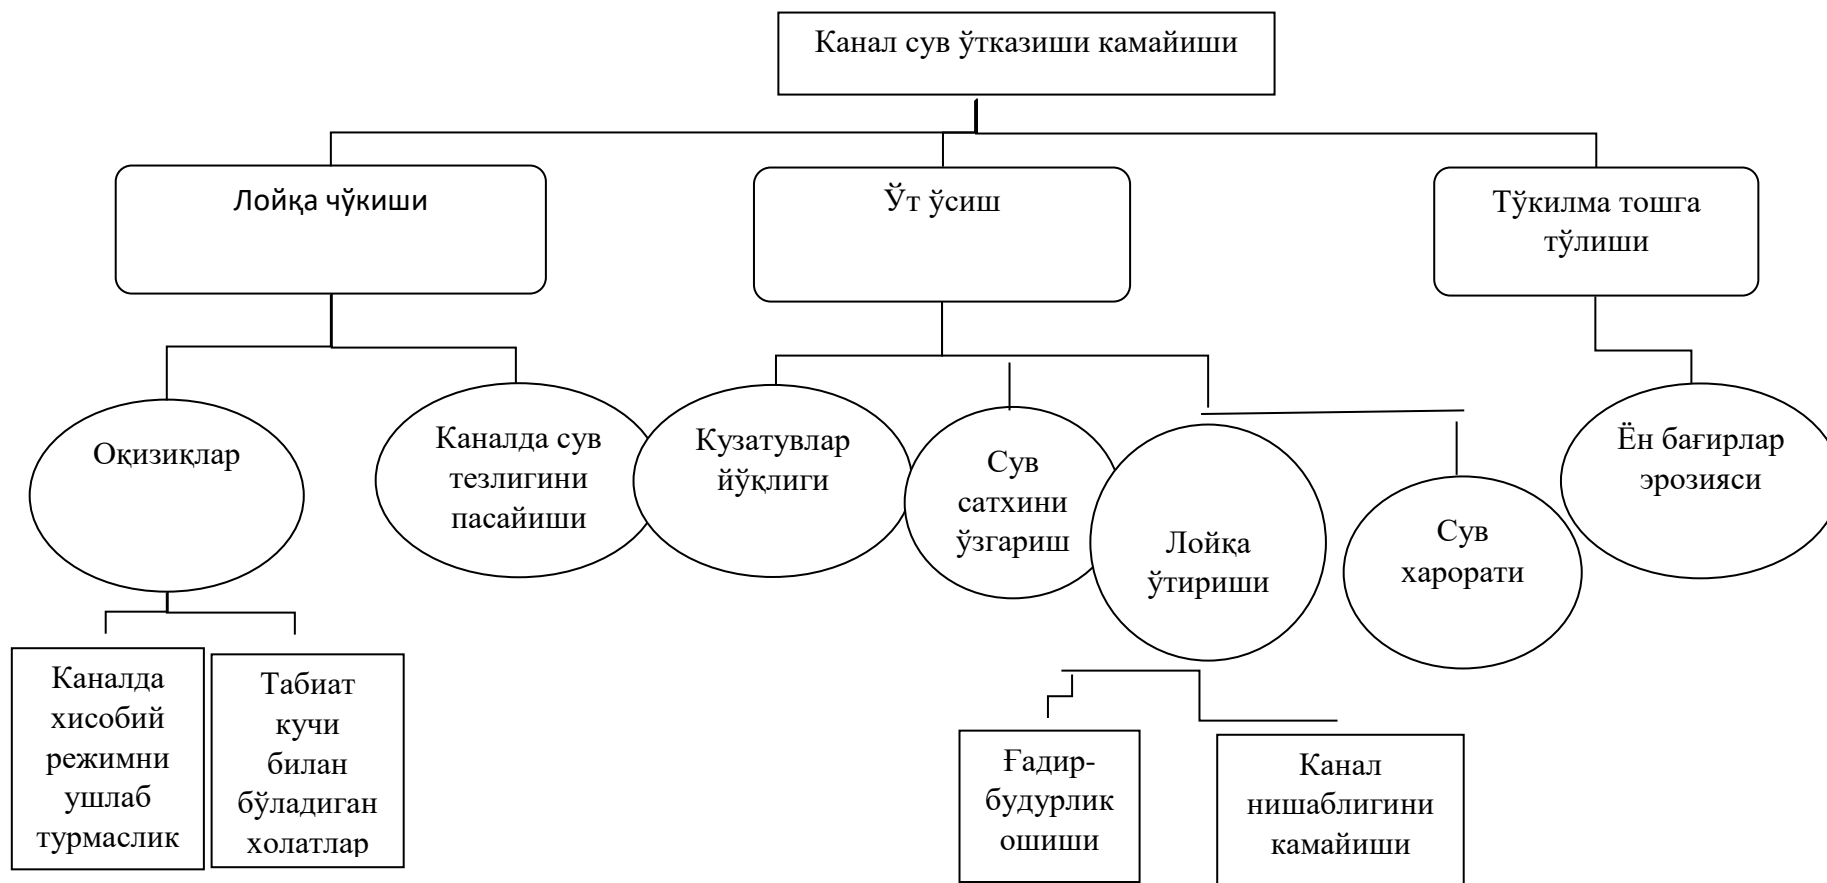 Канал сув ўтказиши камайиши
Лойқа чўкиши
Ўт ўсиш
Тўкилма тошга
тўлиши
Оқизиқлар
Каналда сув
тезлигини
пасайиши
Кузатувлар
йўқлиги
Сув
сатхини
ўзгариш
Лойқа
ўтириши
Сув
харорати
Ён бағирлар
эрозияси
Каналда
хисобий
режимни
ушлаб
турмаслик
Табиат
кучи
билан
бўладиган
холатлар
Ғадир-
будурлик
ошиши
Канал
нишаблигини
камайиши